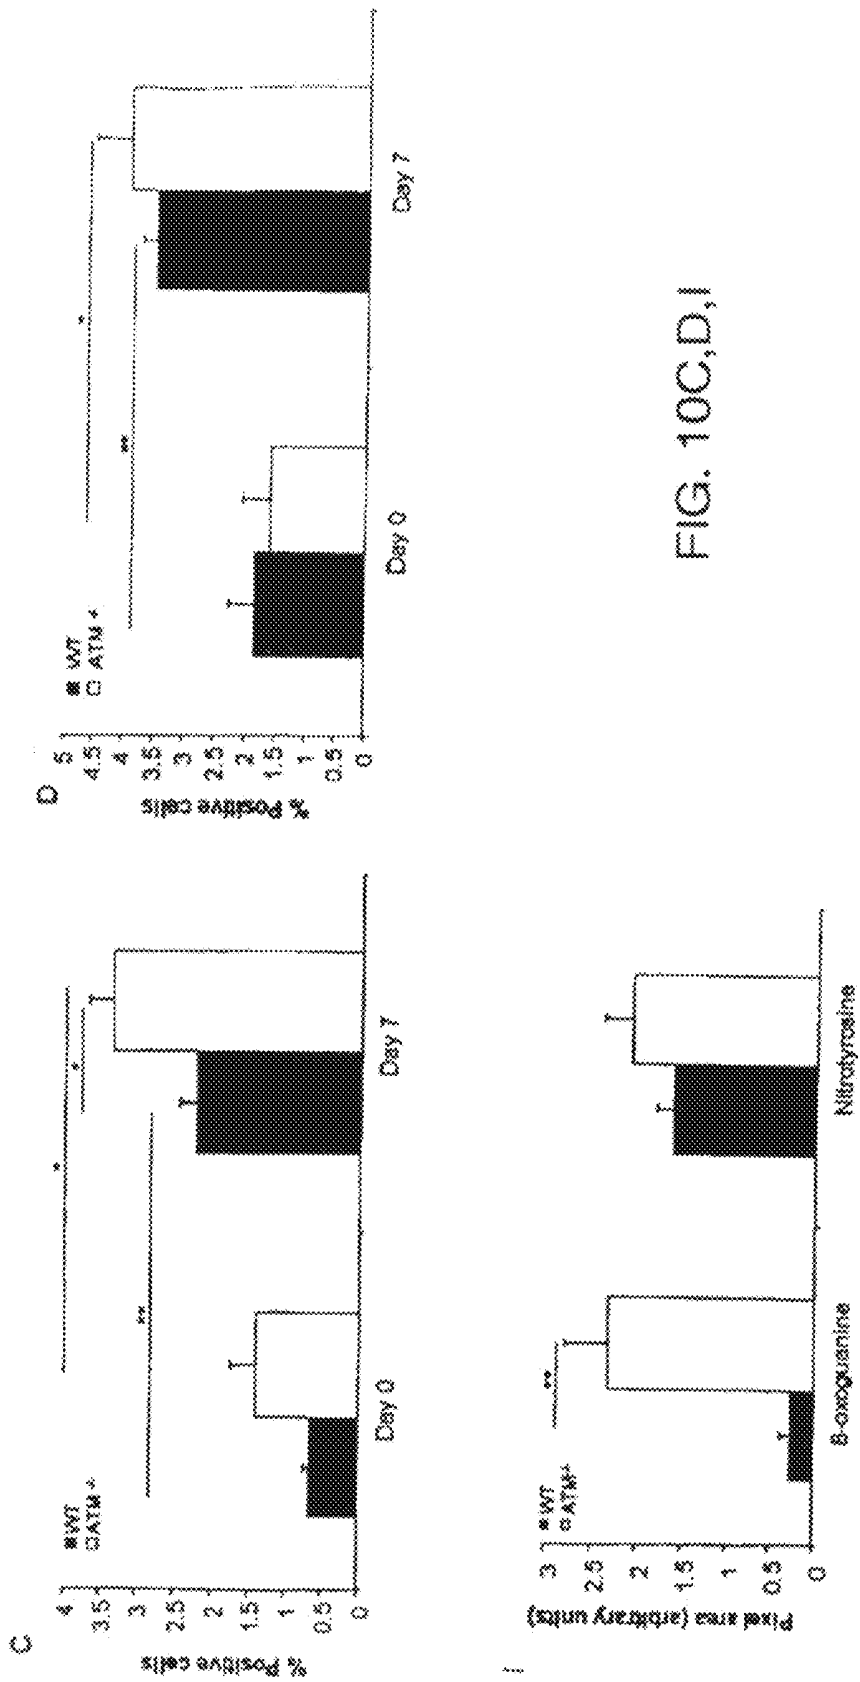 C
■WT
□ATM -/-
% Positive cells
4
3.5
3
2.5
2
1.5
1
0.5
0
*
*
**
Day 0
Day 7
D
■ WT
□ ATM -/-
% Positive cells
5
4.5
4
3.5
3
2.5
2
1.5
1
0.5
0
*
**
Day 0
Day 7
I
■WT
□ATM-/-
Pixel area (arbitrary units)
3
2.5
2
1.5
1
0.5
0
**
8-oxoguanine
Nitrotyrosine
FIG. 10C,D,I